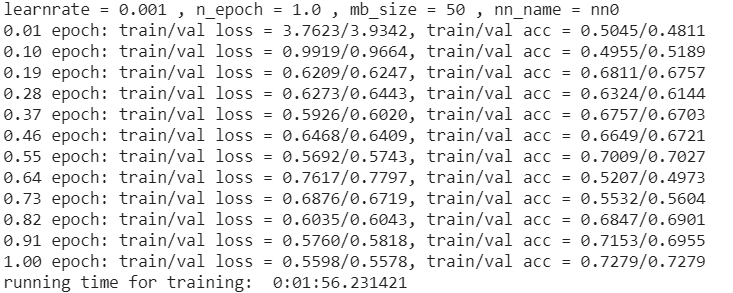 learnrate = 0.001 , n_epoch = 1.0 , mb_size = 50 , nn_name = nn0
0.01 epoch: train/val loss = 3.7623/3.9342, train/val acc = 0.5045/0.4811
0.10 epoch: train/val loss = 0.9919/0.9664, train/val acc = 0.4955/0.5189
0.19 epoch: train/val loss = 0.6209/0.6247, train/val acc = 0.6811/0.6757
0.28 epoch: train/val loss = 0.6273/0.6443, train/val acc = 0.6324/0.6144
0.37 epoch: train/val loss = 0.5926/0.6020, train/val acc = 0.6757/0.6703
0.46 epoch: train/val loss = 0.6468/0.6409, train/val acc = 0.6649/0.6721
0.55 epoch: train/val loss = 0.5692/0.5743, train/val acc = 0.7009/0.7027
0.64 epoch: train/val loss = 0.7617/0.7797, train/val acc = 0.5207/0.4973
0.73 epoch: train/val loss = 0.6876/0.6719, train/val acc = 0.5532/0.5604
0.82 epoch: train/val loss = 0.6035/0.6043, train/val acc = 0.6847/0.6901
0.91 epoch: train/val loss = 0.5760/0.5818, train/val acc = 0.7153/0.6955
1.00 epoch: train/val loss = 0.5598/0.5578, train/val acc = 0.7279/0.7279
running time for training:  0:01:56.231421